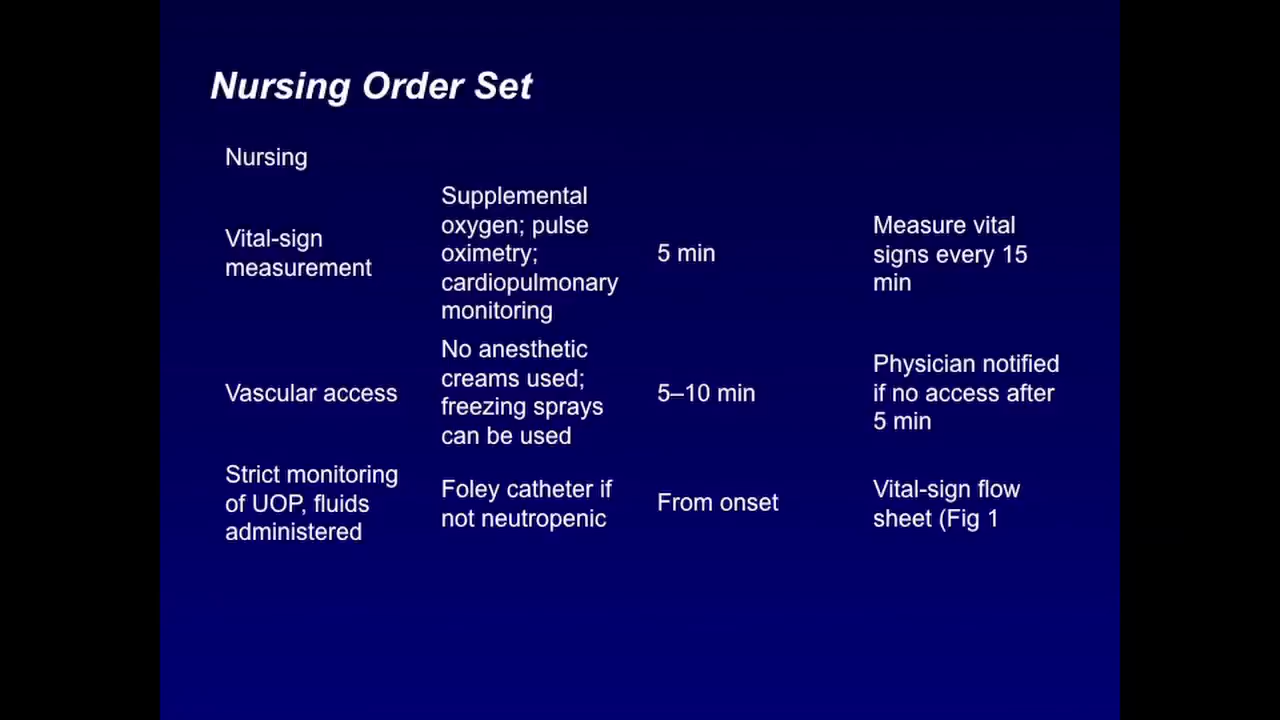 Nursing Order Set
Nursing
Vital-sign
measurement
Supplemental
oxygen; pulse
oximetry;
cardiopulmonary
monitoring
5 min
Measure vital
signs every 15
min
Vascular access
No anesthetic
creams used;
freezing sprays
can be used
5–10 min
Physician notified
if no access after
5 min
Strict monitoring
of UOP, fluids
administered
Foley catheter if
not neutropenic
From onset
Vital-sign flow
sheet (Fig 1